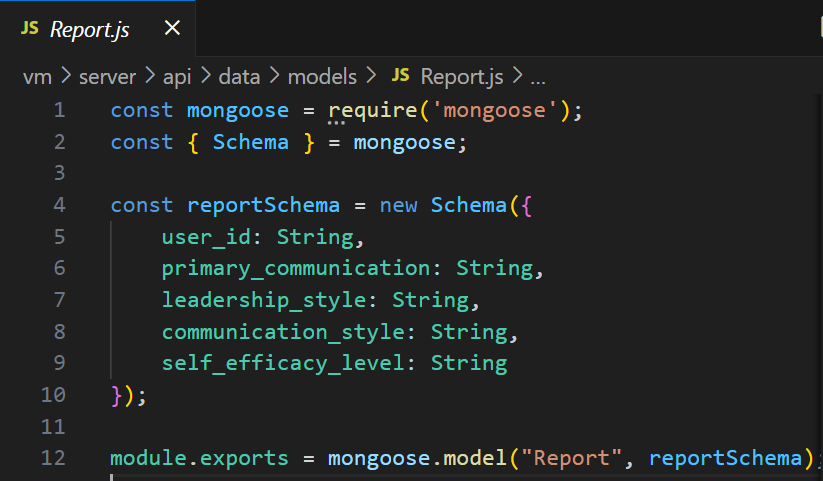 JS Report.js ×
vm > server > api > data > models > JS Report.js > ...
1 const mongoose = require('mongoose');
2 const { Schema } = mongoose;
3
4 const reportSchema = new Schema({
5     user_id: String,
6     primary_communication: String,
7     leadership_style: String,
8     communication_style: String,
9     self_efficacy_level: String
10 });
11
12 module.exports = mongoose.model("Report", reportSchema);